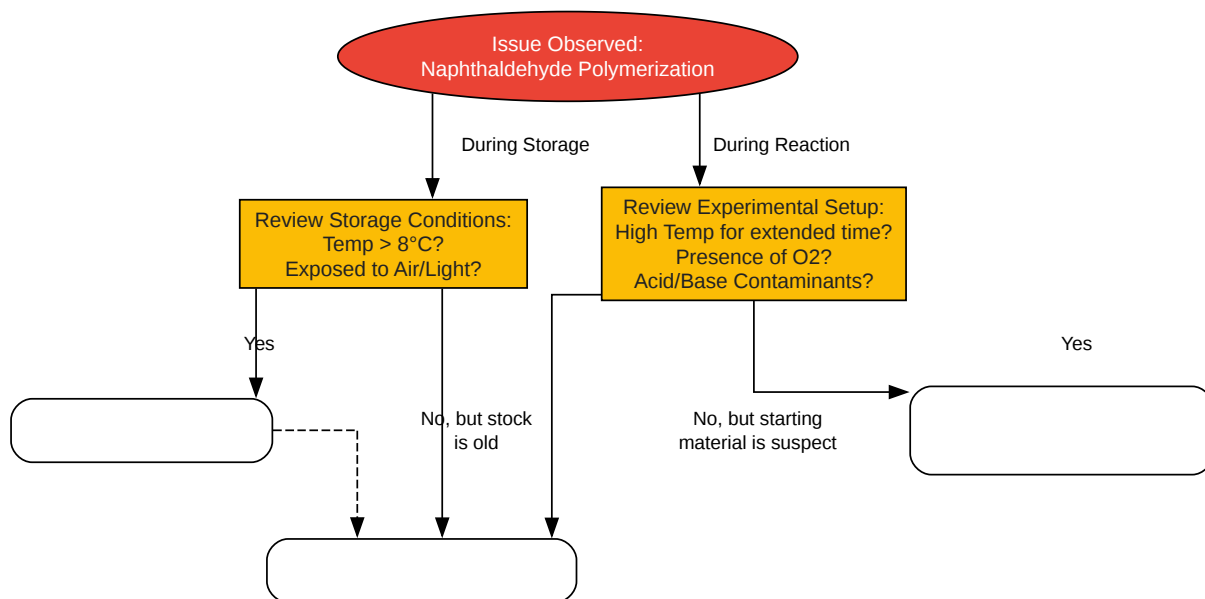 Issue Observed:
Naphthaldehyde Polymerization
During Storage
During Reaction
Review Storage Conditions:
Temp > 8°C?
Exposed to Air/Light?
Review Experimental Setup:
High Temp for extended time?
Presence of O2?
Acid/Base Contaminants?
Yes
Yes
No, but stock
is old
No, but starting
material is suspect